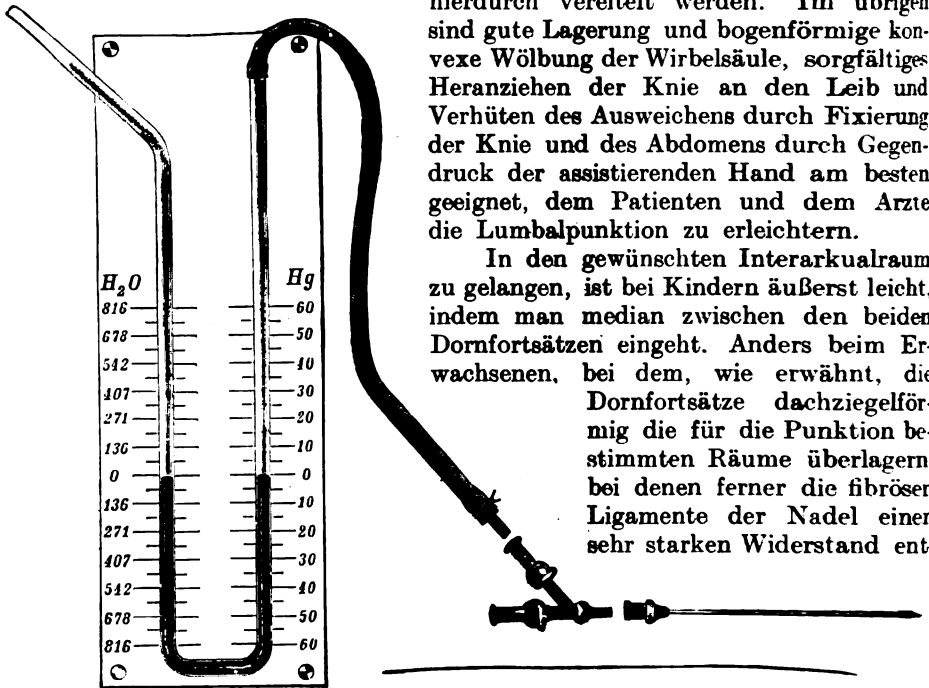 hierdurch vereitelt werden. Im übrigen
sind gute Lagerung und bogenförmige kon-
vexe Wölbung der Wirbelsäule, sorgfältiges
Heranziehen der Knie an den Leib und
Verhüten des Ausweichens durch Fixierung
der Knie und des Abdomens durch Gegen-
druck der assistierenden Hand am besten
geeignet, dem Patienten und dem Arzte
die Lumbalpunktion zu erleichtern.
In den gewünschten Interarkualraum
zu gelangen, ist bei Kindern äußerst leicht,
indem man median zwischen den beiden
Dornfortsätzen eingeht. Anders beim Er-
wachsenen, bei dem, wie erwähnt, die
Dornfortsätze dachziegelför-
mig die für die Punktion be-
stimmten Räume überlagern
bei denen ferner die fibrösen
Ligamente der Nadel einen
sehr starken Widerstand ent-
H₂O Hg
816 60
678 50
542 40
407 30
271 20
136 10
0 0
136 10
271 20
407 30
542 40
678 50
816 60